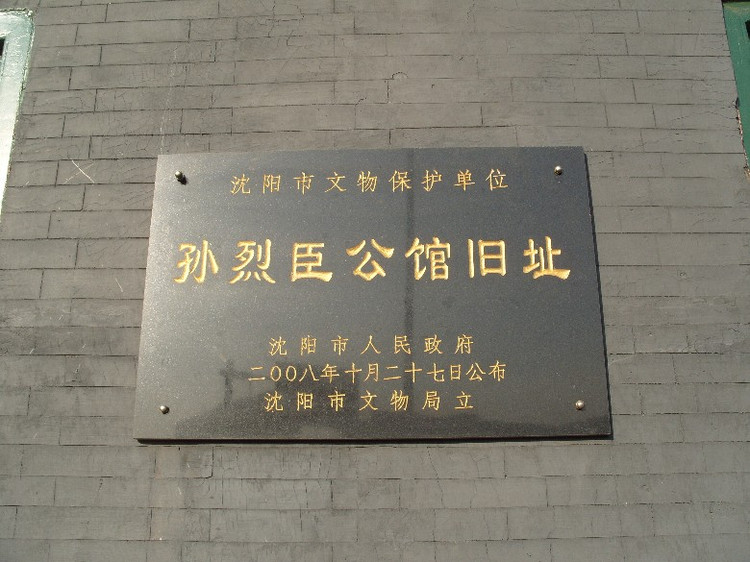 沈阳市文物保护单位
孙烈臣公馆旧址
沈阳市人民政府
二〇〇八年十月二十七日公布
沈阳市文物局立